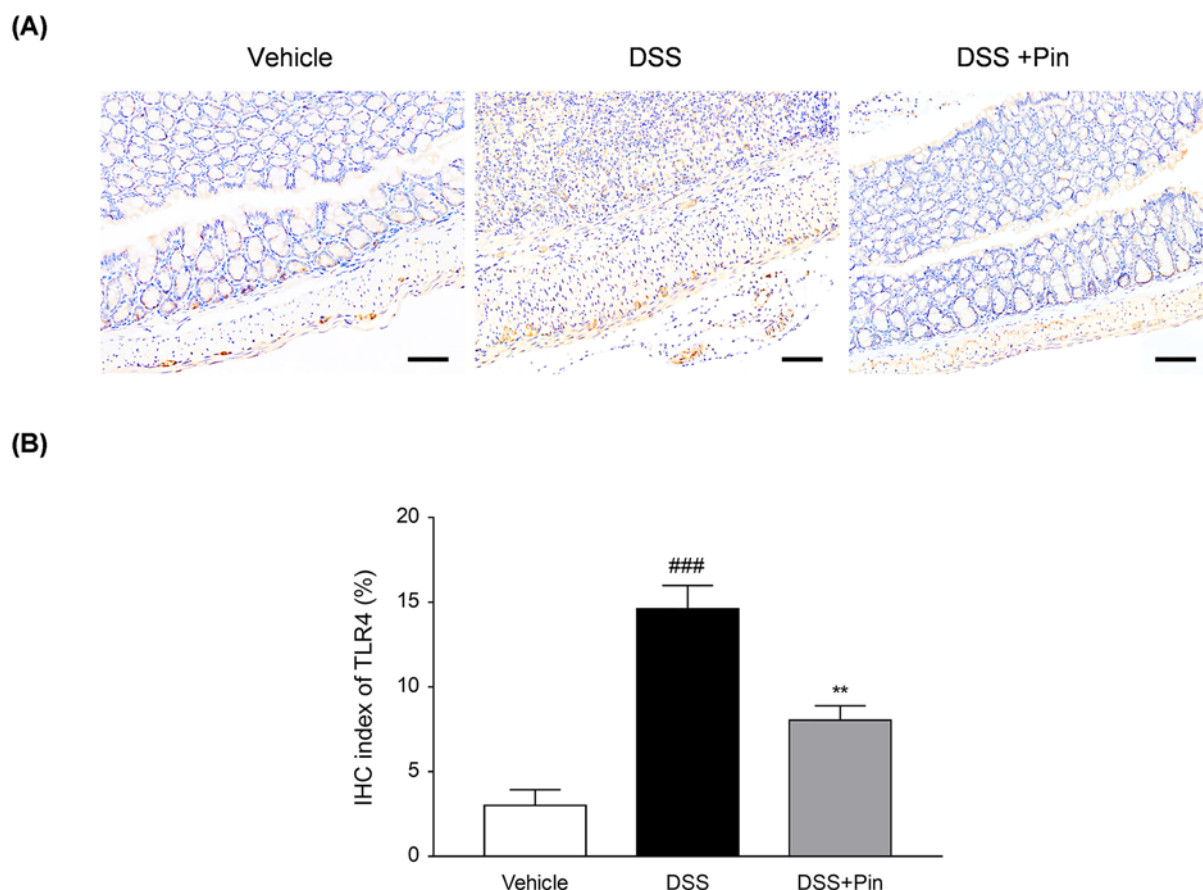 (A)
Vehicle DSS DSS +Pin
(B)
IHC index of TLR4 (%)
20
15
10
5
0
###
**
Vehicle DSS DSS+Pin